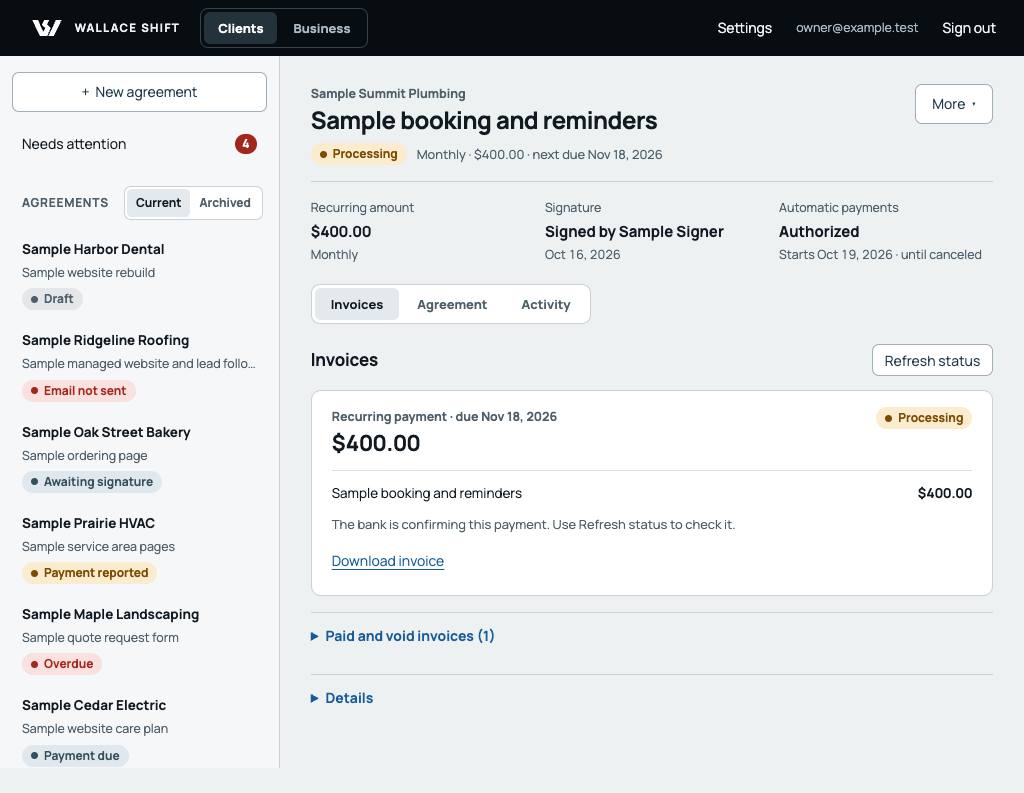 WALLACE SHIFT
Clients
Business
Settings
owner@example.test
Sign out
+ New agreement
Needs attention
4
AGREEMENTS
Current
Archived
Sample Harbor Dental
Sample website rebuild
Draft
Sample Ridgeline Roofing
Sample managed website and lead follo...
Email not sent
Sample Oak Street Bakery
Sample ordering page
Awaiting signature
Sample Prairie HVAC
Sample service area pages
Payment reported
Sample Maple Landscaping
Sample quote request form
Overdue
Sample Cedar Electric
Sample website care plan
Payment due
Sample Summit Plumbing
Sample booking and reminders
Processing
Monthly · $400.00 · next due Nov 18, 2026
More
Recurring amount
$400.00
Monthly
Signature
Signed by Sample Signer
Oct 16, 2026
Automatic payments
Authorized
Starts Oct 19, 2026 · until canceled
Invoices
Agreement
Activity
Invoices
Refresh status
Recurring payment · due Nov 18, 2026
Processing
$400.00
Sample booking and reminders
$400.00
The bank is confirming this payment. Use Refresh status to check it.
Download invoice
Paid and void invoices (1)
Details